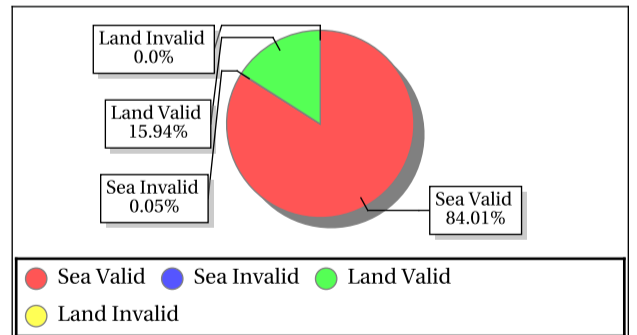 Land Invalid
0.0%
Land Valid
15.94%
Sea Invalid
0.05%
Sea Valid
84.01%
Sea Valid Sea Invalid Land Valid
Land Invalid